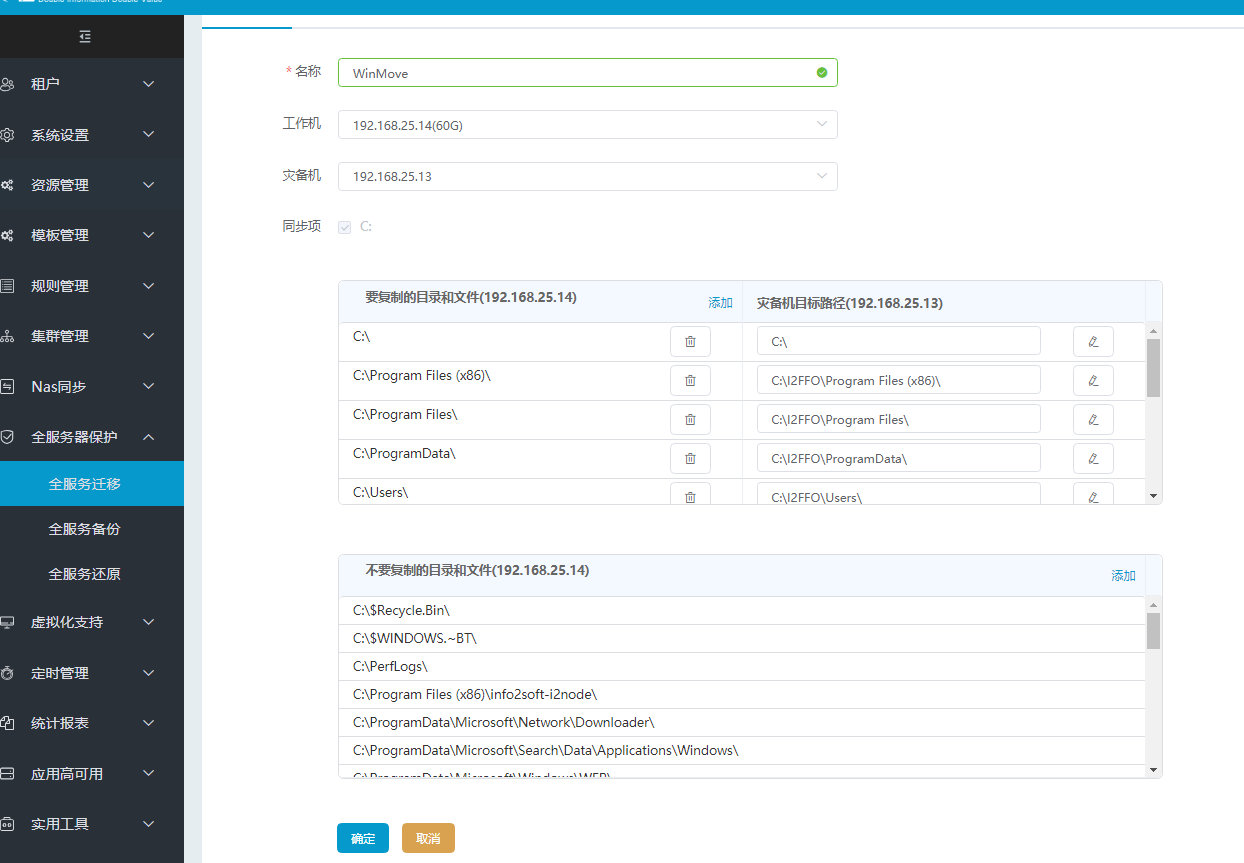 租户
系统设置
资源管理
模板管理
规则管理
集群管理
Nas同步
全服务器保护
全服务迁移
全服务备份
全服务还原
虚拟化支持
定时管理
统计报表
应用高可用
实用工具
* 名称 WinMove
工作机 192.168.25.14(60G)
灾备机 192.168.25.13
同步项 C:
要复制的目录和文件(192.168.25.14) 添加 灾备机目标路径(192.168.25.13)
C:\ C:\
C:\Program Files (x86)\ C:\I2FFO\Program Files (x86)\
C:\Program Files\ C:\I2FFO\Program Files\
C:\ProgramData\ C:\I2FFO\ProgramData\
C:\Users\ C:\I2FFO\Users\
不要复制的目录和文件(192.168.25.14) 添加
C:\$Recycle.Bin\
C:\$WINDOWS.~BT\
C:\PerfLogs\
C:\Program Files (x86)\info2soft-i2node\
C:\ProgramData\Microsoft\Network\Downloader\
C:\ProgramData\Microsoft\Search\Data\Applications\Windows\
C:\ProgramData\Microsoft\Windows\WER\
确定 取消